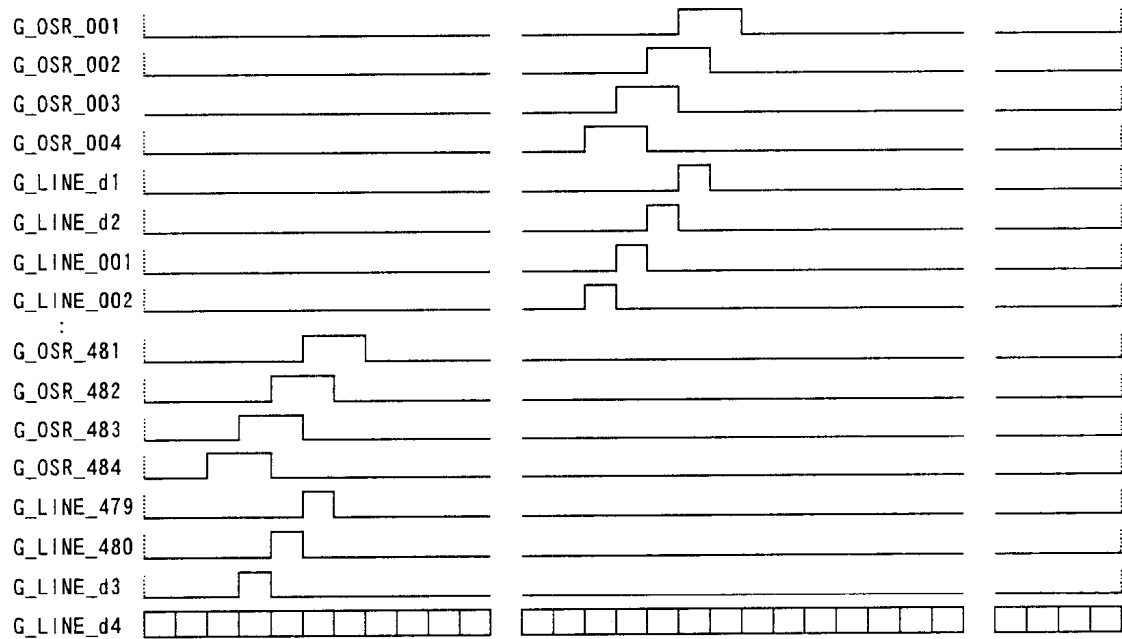 G_OSR_001
G_OSR_002
G_OSR_003
G_OSR_004
G_LINE_d1
G_LINE_d2
G_LINE_001
G_LINE_002
:
G_OSR_481
G_OSR_482
G_OSR_483
G_OSR_484
G_LINE_479
G_LINE_480
G_LINE_d3
G_LINE_d4